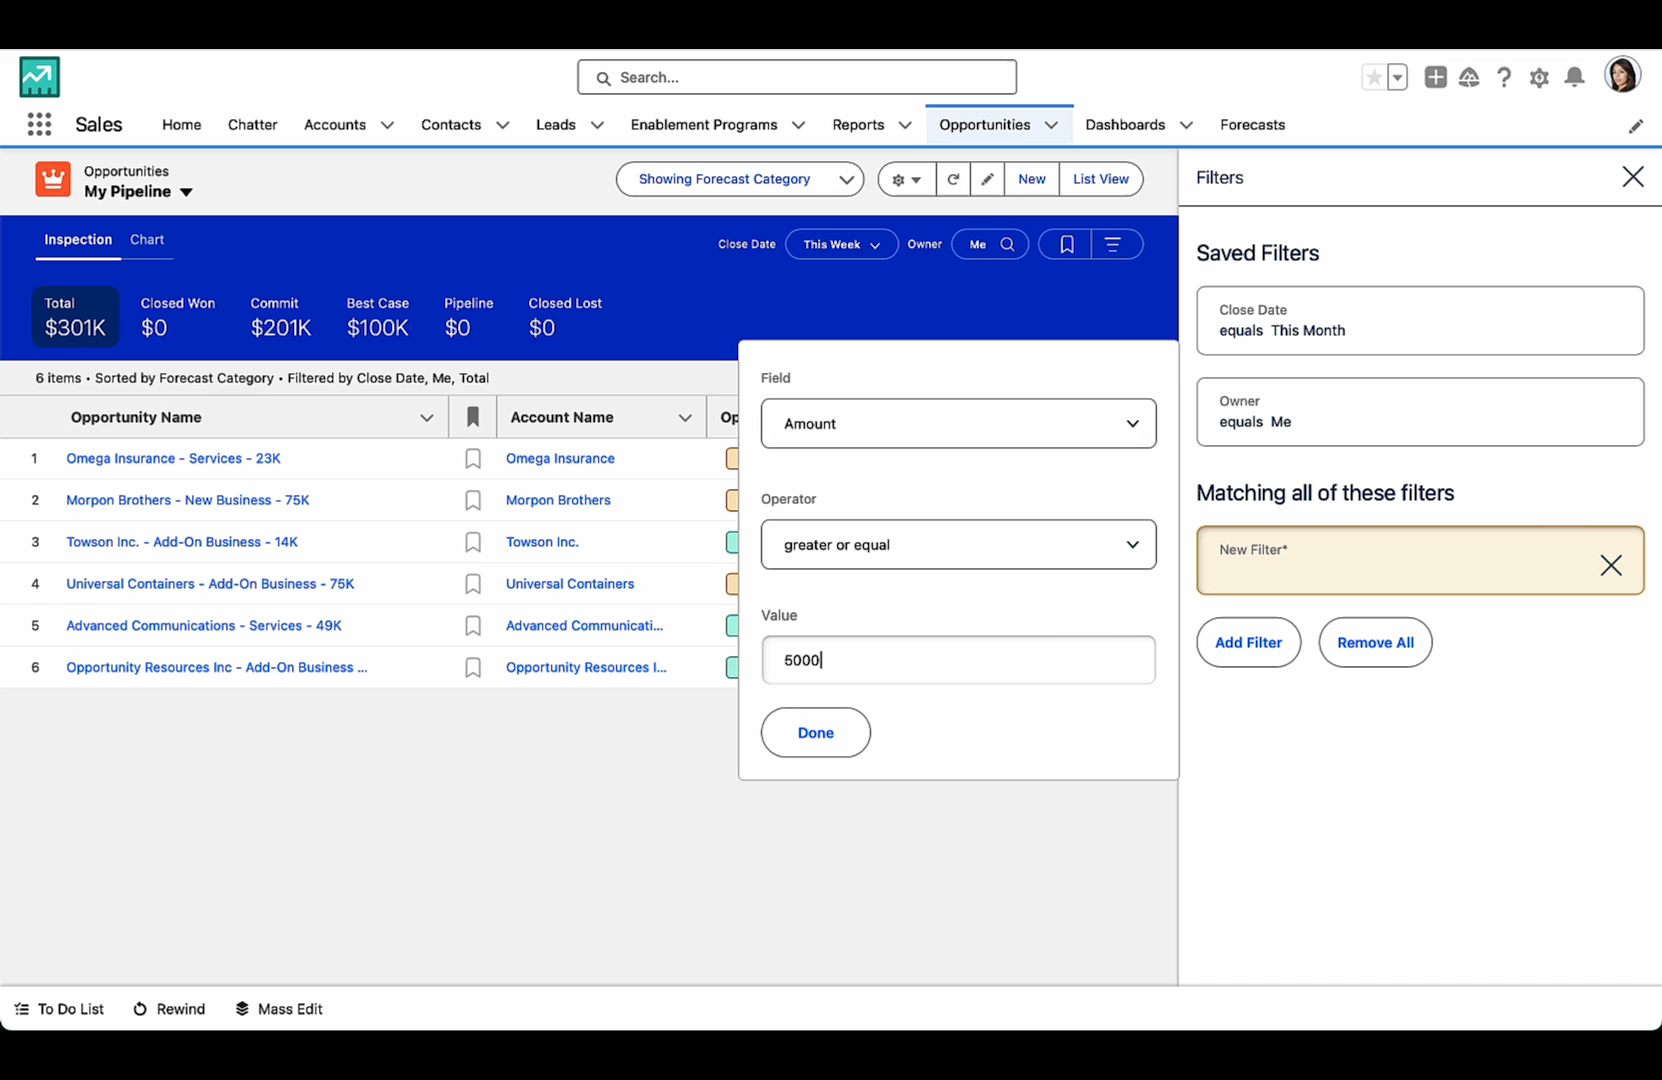 Search...
Sales
Home
Chatter
Accounts
Contacts
Leads
Enablement Programs
Reports
Opportunities
Dashboards
Forecasts
Opportunities
My Pipeline
Showing Forecast Category
New
List View
Filters
Inspection
Chart
Close Date
This Week
Owner
Me
Total
$301K
Closed Won
$0
Commit
$201K
Best Case
$100K
Pipeline
$0
Closed Lost
$0
6 items • Sorted by Forecast Category • Filtered by Close Date, Me, Total
Opportunity Name
Account Name
Op
1 Omega Insurance - Services - 23K Omega Insurance
2 Morpon Brothers - New Business - 75K Morpon Brothers
3 Towson Inc. - Add-On Business - 14K Towson Inc.
4 Universal Containers - Add-On Business - 75K Universal Containers
5 Advanced Communications - Services - 49K Advanced Communicati...
6 Opportunity Resources Inc - Add-On Business ... Opportunity Resources I...
Field
Amount
Operator
greater or equal
Value
5000
Done
Saved Filters
Close Date
equals This Month
Owner
equals Me
Matching all of these filters
New Filter*
Add Filter
Remove All
To Do List
Rewind
Mass Edit